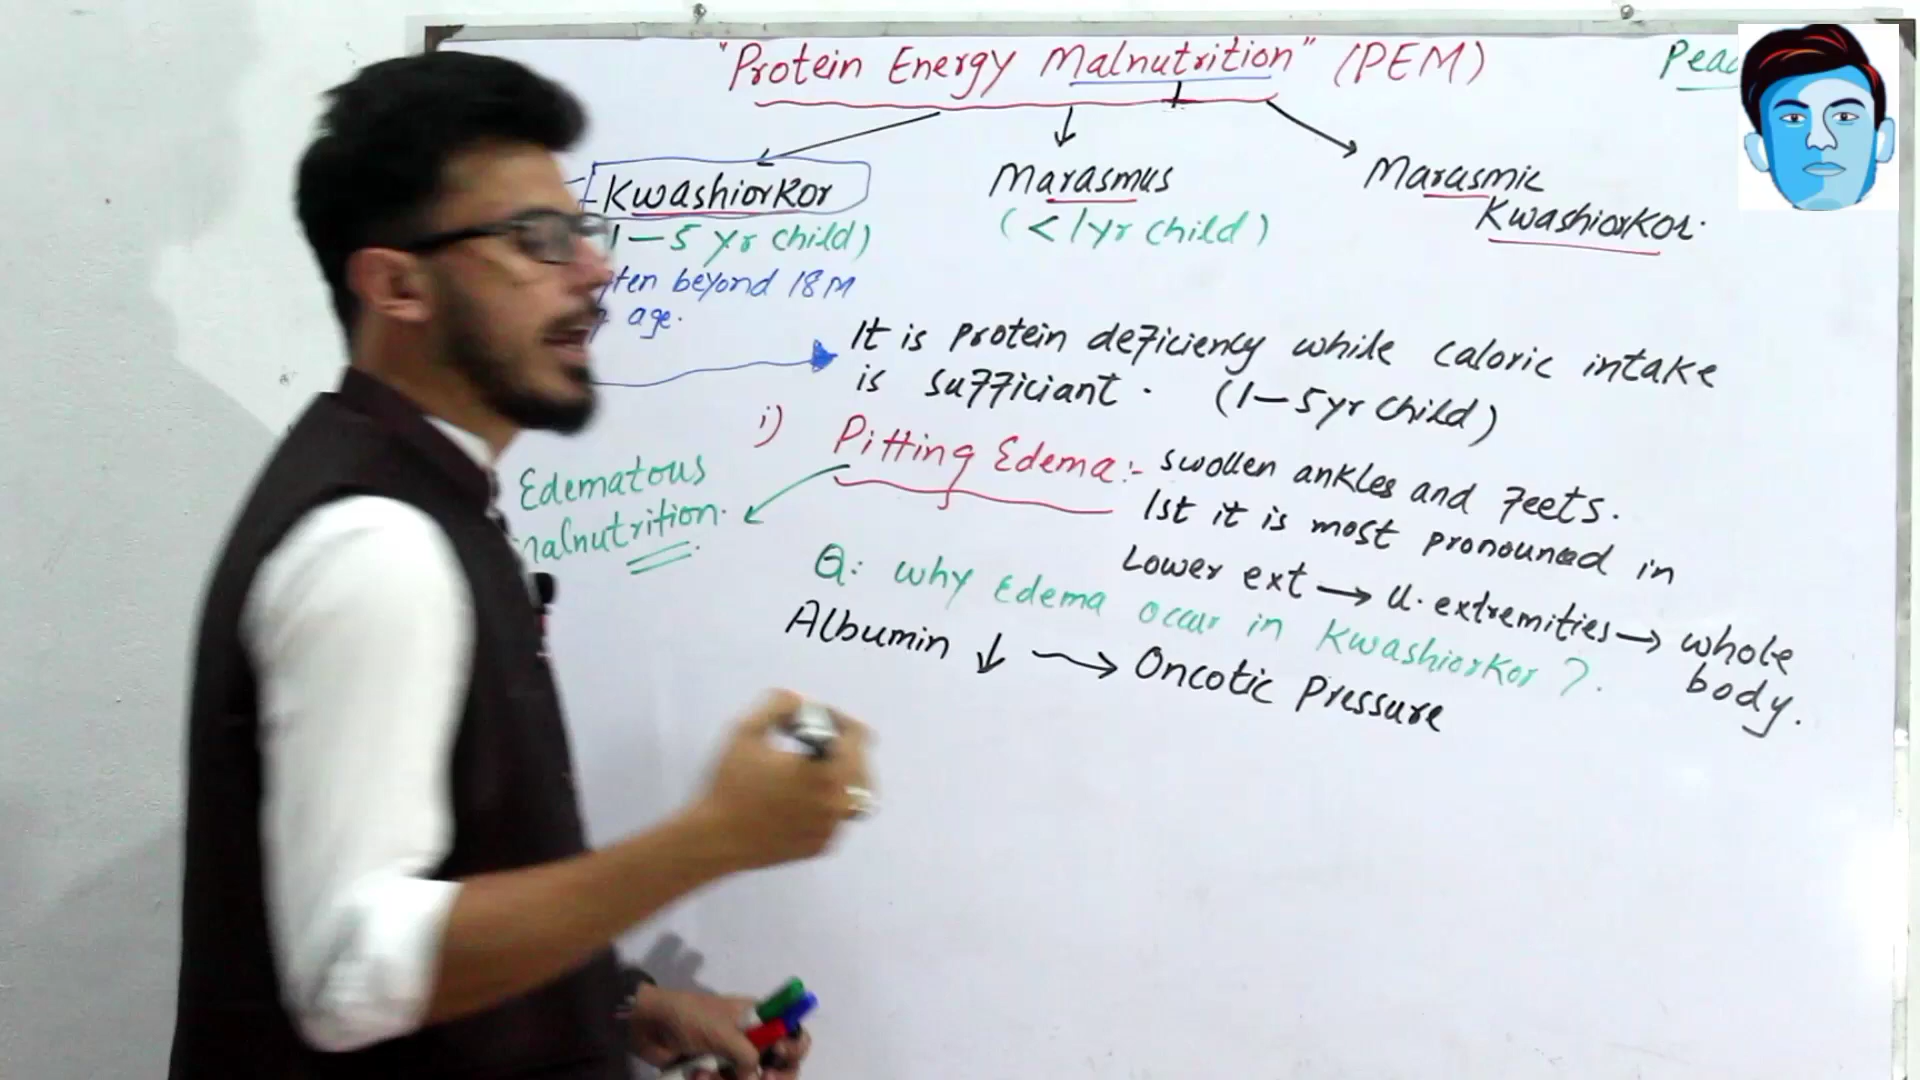 "Protein Energy Malnutrition" (PEM)
Kwashiorkor
1-5 yr child)
Marasmus
(<1yr child)
Marasmic
Kwashiorkor.
beyond 18M
age.
It is protein deficiency while caloric intake
is sufficiant. (1-5yr child)
i) Pitting Edema:- swollen ankles and feets.
1st it is most pronounced in
Lower ext → U. extremities → whole
body.
Edematous
malnutrition.
Q: why Edema occur in Kwashiorkor?
Albumin ↓ → Oncotic Pressure